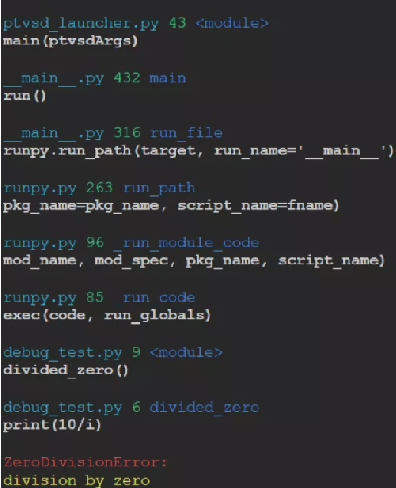 ptvsd_launcher.py 43 <module>
main(ptvsdArgs)
__main__.py 432 main
run()
__main__.py 316 run_file
runpy.run_path(target, run_name='__main__')
runpy.py 263 run_path
pkg_name=pkg_name, script_name=fname)
runpy.py 96 _run_module_code
mod_name, mod_spec, pkg_name, script_name)
runpy.py 85 _run_code
exec(code, run_globals)
debug_test.py 9 <module>
divided_zero()
debug_test.py 6 divided_zero
print(10/i)
ZeroDivisionError:
division by zero